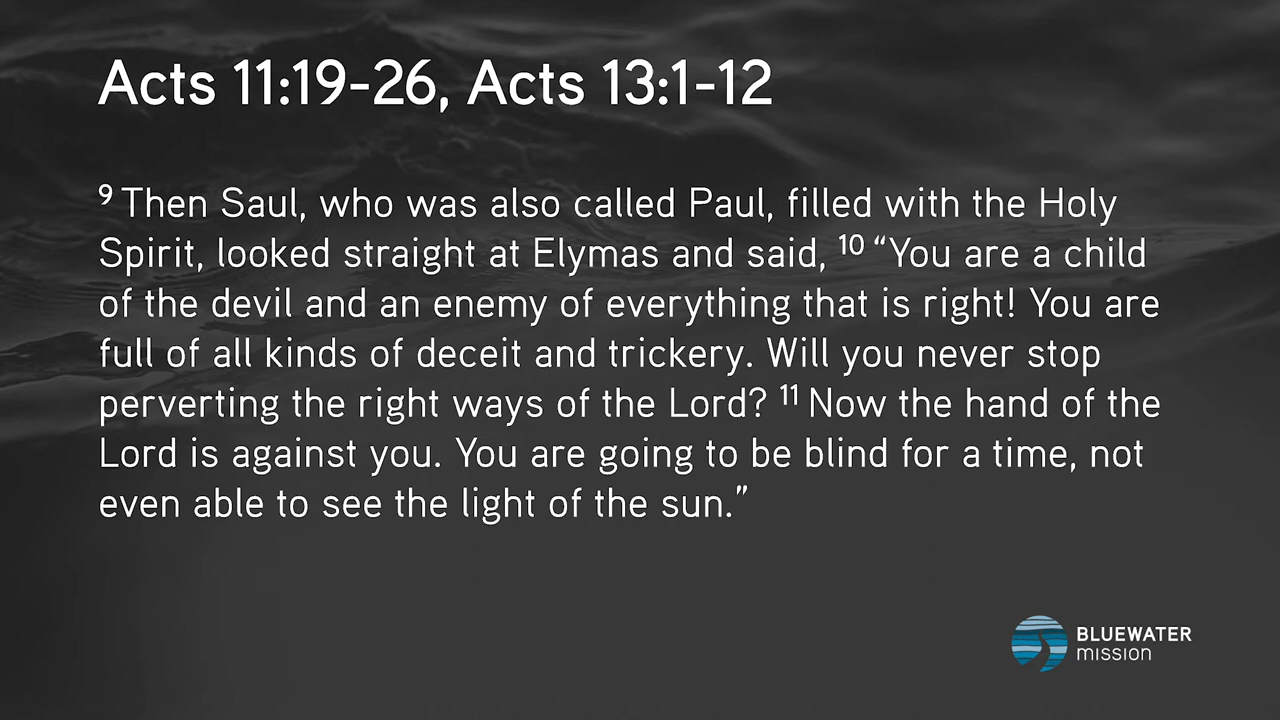 Acts 11:19-26, Acts 13:1-12
9 Then Saul, who was also called Paul, filled with the Holy
Spirit, looked straight at Elymas and said, 10 “You are a child
of the devil and an enemy of everything that is right! You are
full of all kinds of deceit and trickery. Will you never stop
perverting the right ways of the Lord? 11 Now the hand of the
Lord is against you. You are going to be blind for a time, not
even able to see the light of the sun.”
BLUEWATER
mission